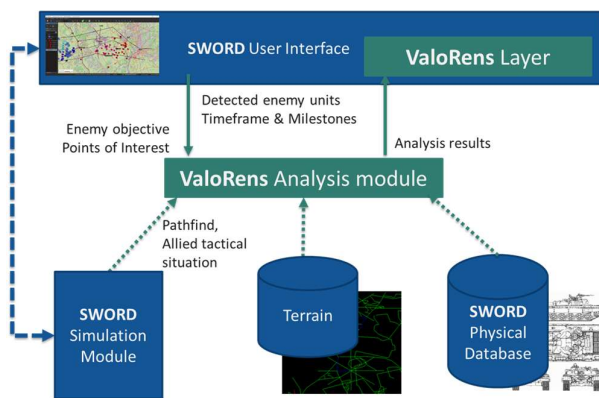 SWORD User Interface
ValoRens Layer
Detected enemy units
Timeframe & Milestones
Enemy objective
Points of Interest
Analysis results
ValoRens Analysis module
Pathfind,
Allied tactical
situation
SWORD
Simulation
Module
Terrain
SWORD
Physical
Database